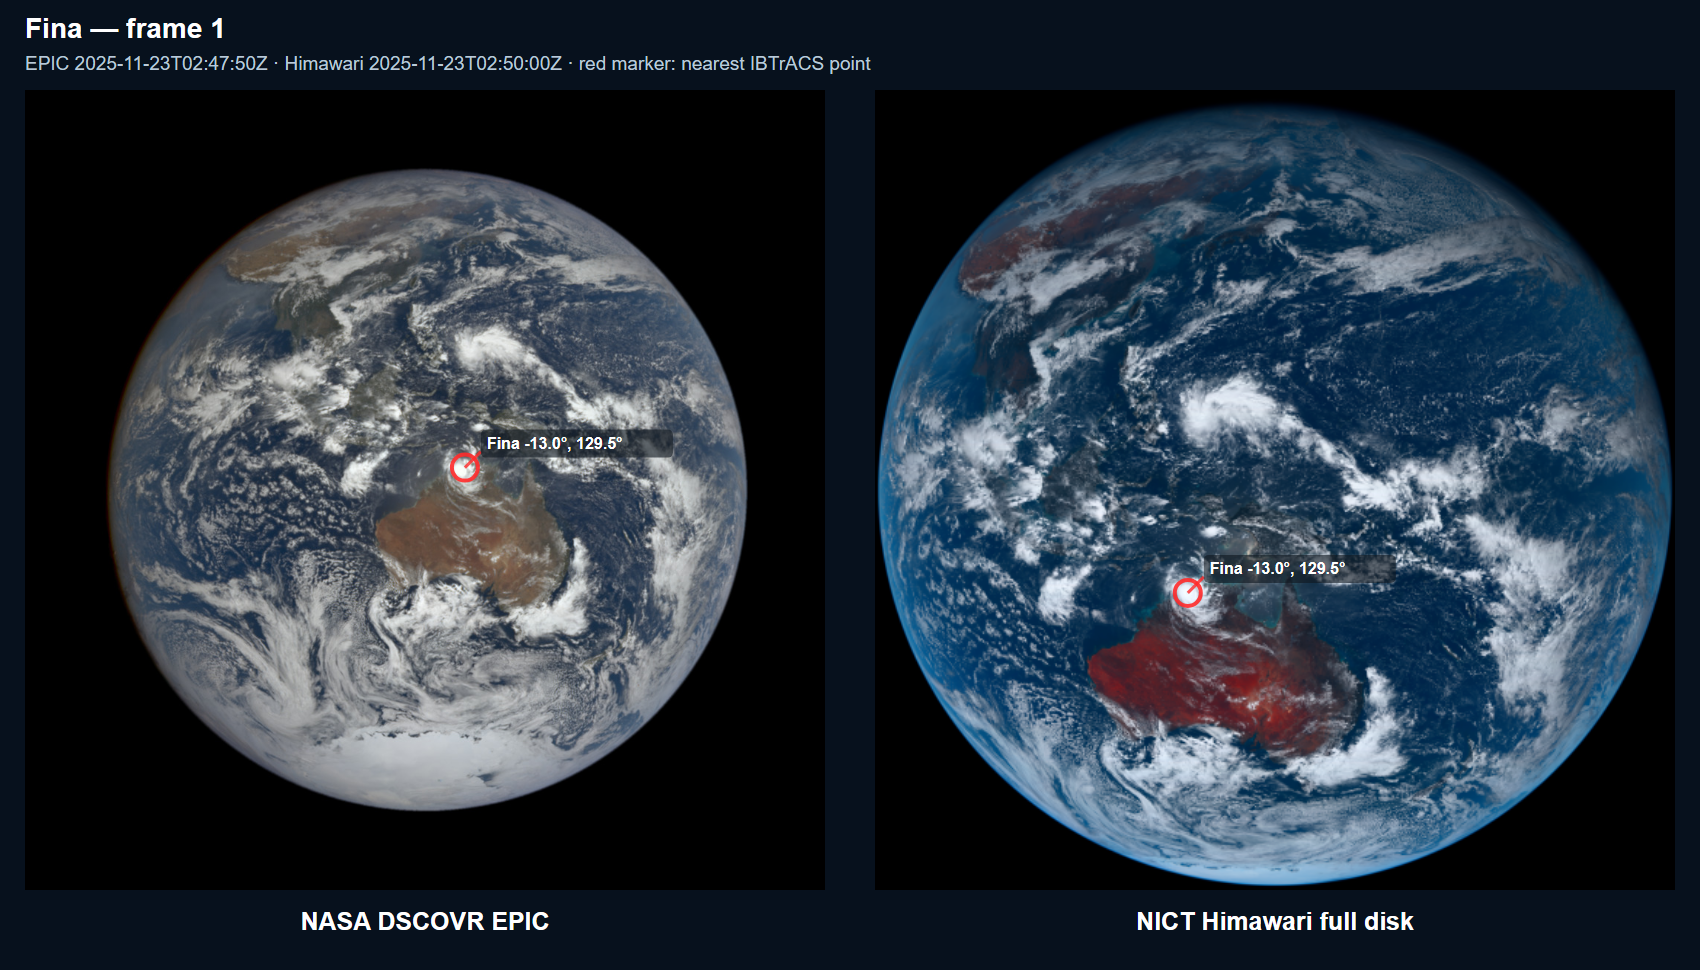 Fina — frame 1
EPIC 2025-11-23T02:47:50Z · Himawari 2025-11-23T02:50:00Z · red marker: nearest IBTrACS point
Fina -13.0°, 129.5°
Fina -13.0°, 129.5°
NASA DSCOVR EPIC
NICT Himawari full disk